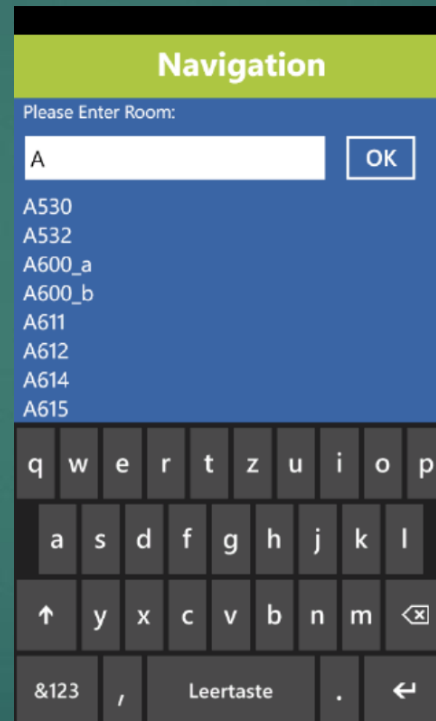 Navigation
Please Enter Room:
A
OK
A530
A532
A600_a
A600_b
A611
A612
A614
A615
q w e r t z u i o p
a s d f g h j k l
y x c v b n m
&123 , Leertaste .